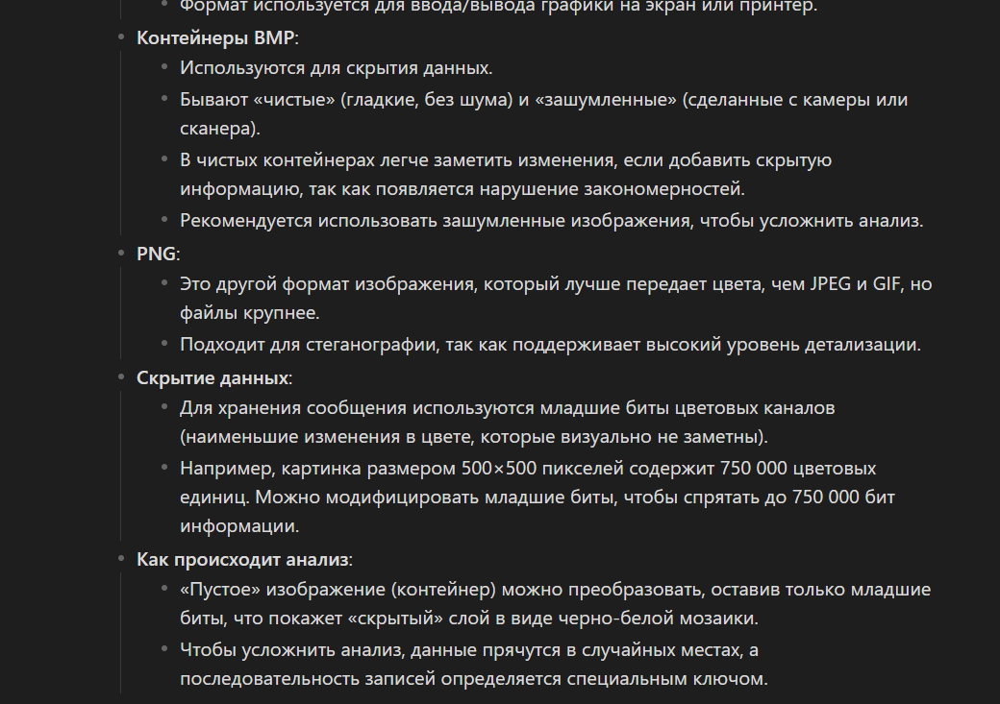 Формат используется для ввода/вывода графики на экран или принтер.
Контейнеры BMP:
Используются для скрытия данных.
Бывают «чистые» (гладкие, без шума) и «зашумленные» (сделанные с камеры или
сканера).
В чистых контейнерах легче заметить изменения, если добавить скрытую
информацию, так как появляется нарушение закономерностей.
Рекомендуется использовать зашумленные изображения, чтобы усложнить анализ.
PNG:
Это другой формат изображения, который лучше передает цвета, чем JPEG и GIF, но
файлы крупнее.
Подходит для стеганографии, так как поддерживает высокий уровень детализации.
Скрытие данных:
Для хранения сообщения используются младшие биты цветовых каналов
(наименьшие изменения в цвете, которые визуально не заметны).
Например, картинка размером 500×500 пикселей содержит 750 000 цветовых
единиц. Можно модифицировать младшие биты, чтобы спрятать до 750 000 бит
информации.
Как происходит анализ:
«Пустое» изображение (контейнер) можно преобразовать, оставив только младшие
биты, что покажет «скрытый» слой в виде черно-белой мозаики.
Чтобы усложнить анализ, данные прячутся в случайных местах, а
последовательность записей определяется специальным ключом.